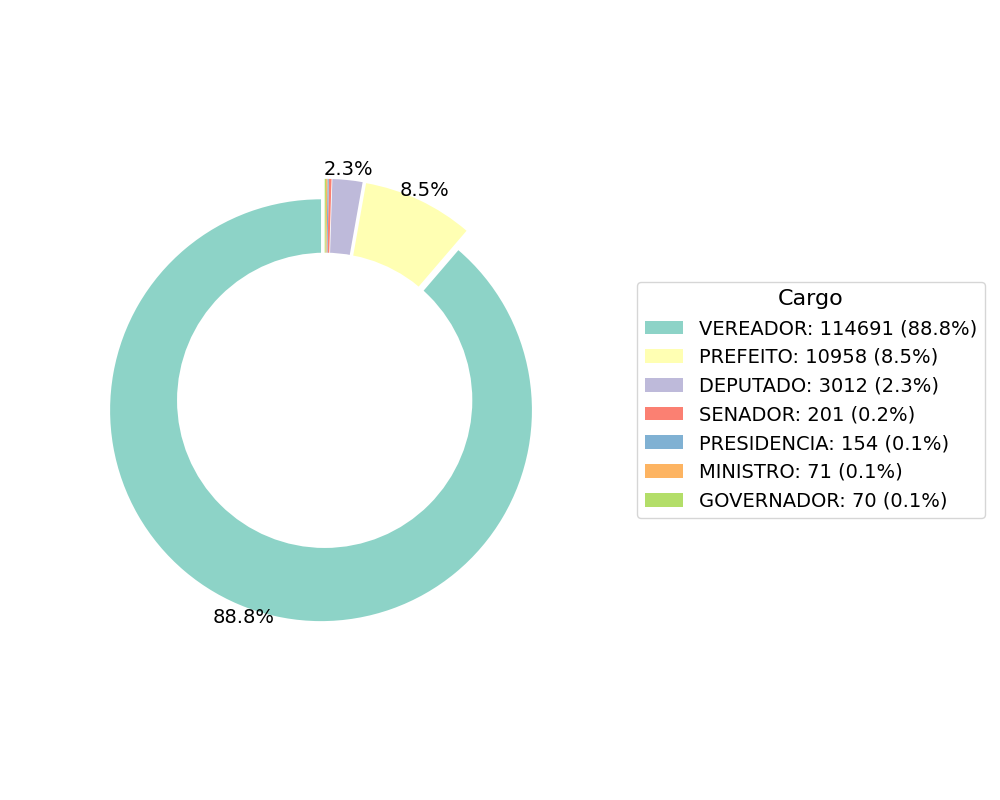 2.3%
8.5%
88.8%
Cargo
VEREADOR: 114691 (88.8%)
PREFEITO: 10958 (8.5%)
DEPUTADO: 3012 (2.3%)
SENADOR: 201 (0.2%)
PRESIDENCIA: 154 (0.1%)
MINISTRO: 71 (0.1%)
GOVERNADOR: 70 (0.1%)